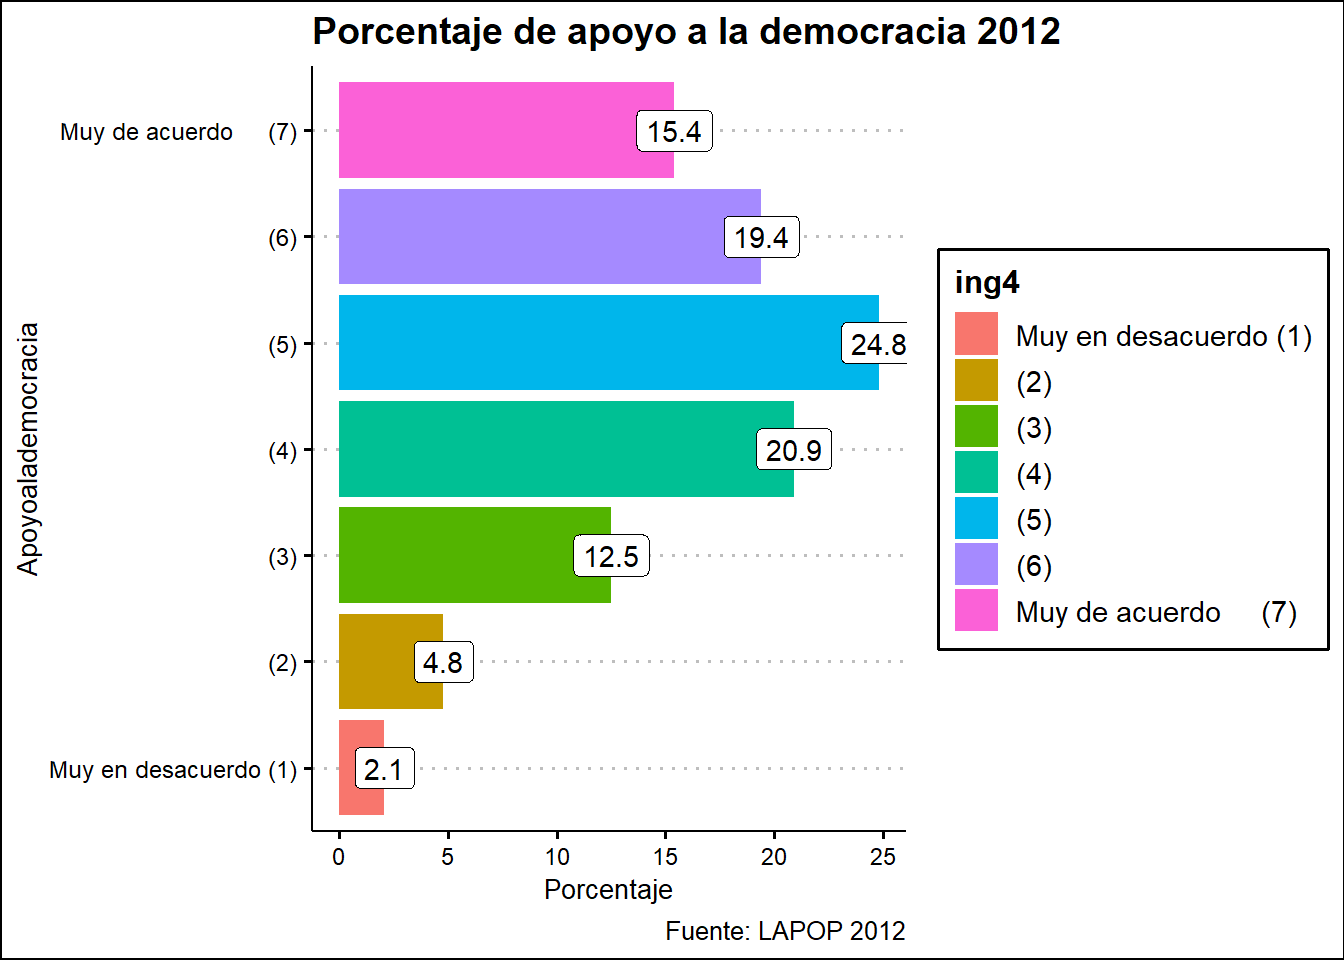 Porcentaje de apoyo a la democracia 2012
Apoyoalademocracia
Muy de acuerdo (7)
15.4
(6)
19.4
(5)
24.8
(4)
20.9
(3)
12.5
(2)
4.8
Muy en desacuerdo (1)
2.1
0 5 10 15 20 25
Porcentaje
Fuente: LAPOP 2012
ing4
Muy en desacuerdo (1)
(2)
(3)
(4)
(5)
(6)
Muy de acuerdo (7)